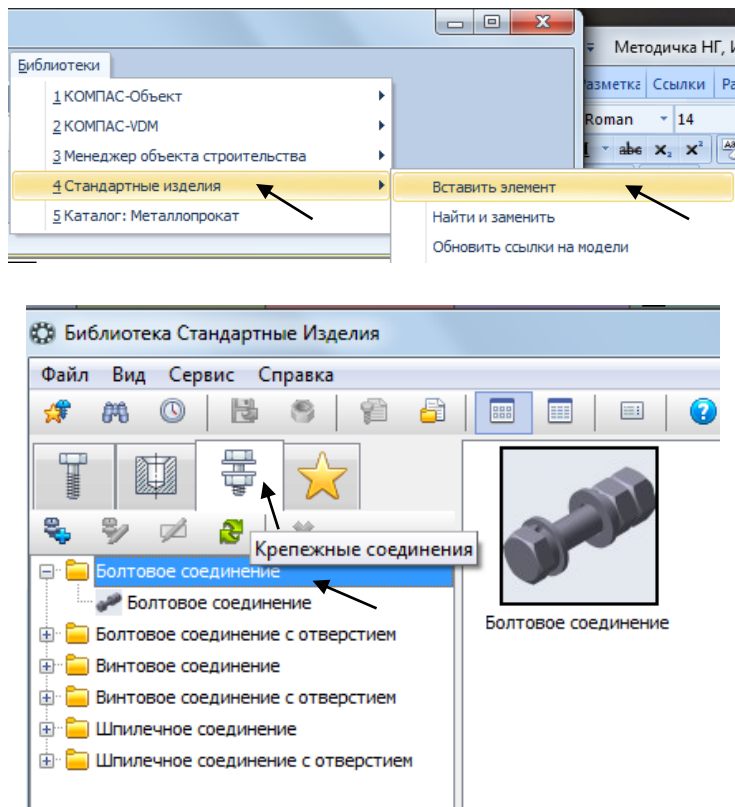 Методичка НГ,
Библиотеки
Ссылки
1 КОМПАС-Объект
Roman 14
2 КОМПАС-VDM
abc X₂ X²
3 Менеджер объекта строительства
4 Стандартные изделия
Вставить элемент
5 Каталог: Металлопрокат
Найти и заменить
Обновить ссылки на модели
Библиотека Стандартные Изделия
Файл Вид Сервис Справка
Крепежные соединения
Болтовое соединение
Болтовое соединение
Болтовое соединение с отверстием
Винтовое соединение
Винтовое соединение с отверстием
Шпилечное соединение
Шпилечное соединение с отверстием
Болтовое соединение